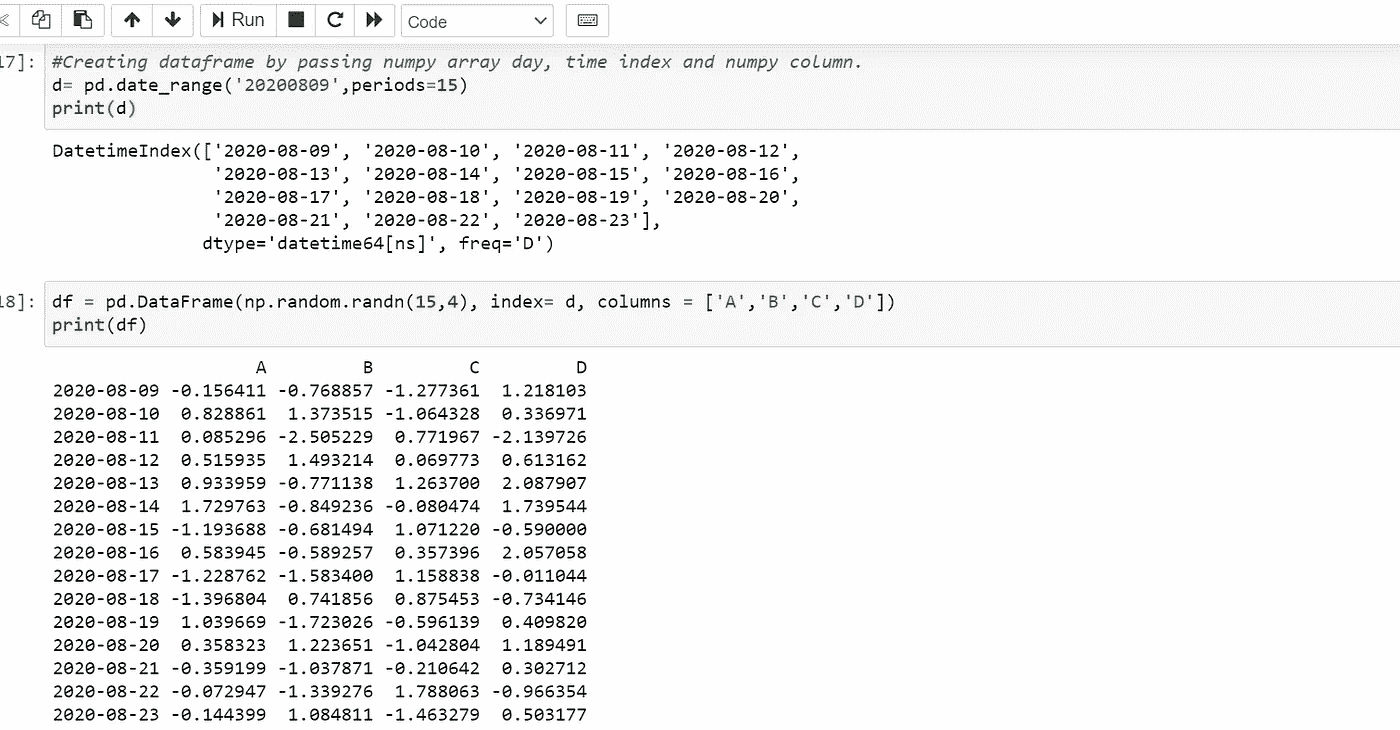 Run Code
17]: #Creating dataframe by passing numpy array day, time index and numpy column.
d= pd.date_range('20200809',periods=15)
print(d)
DatetimeIndex(['2020-08-09', '2020-08-10', '2020-08-11', '2020-08-12',
'2020-08-13', '2020-08-14', '2020-08-15', '2020-08-16',
'2020-08-17', '2020-08-18', '2020-08-19', '2020-08-20',
'2020-08-21', '2020-08-22', '2020-08-23'],
dtype='datetime64[ns]', freq='D')
18]: df = pd.DataFrame(np.random.randn(15,4), index= d, columns = ['A','B','C','D'])
print(df)
A B C D
2020-08-09 -0.156411 -0.768857 -1.277361 1.218103
2020-08-10 0.828861 1.373515 -1.064328 0.336971
2020-08-11 0.085296 -2.505229 0.771967 -2.139726
2020-08-12 0.515935 1.493214 0.069773 0.613162
2020-08-13 0.933959 -0.771138 1.263700 2.087907
2020-08-14 1.729763 -0.849236 -0.080474 1.739544
2020-08-15 -1.193688 -0.681494 1.071220 -0.590000
2020-08-16 0.583945 -0.589257 0.357396 2.057058
2020-08-17 -1.228762 -1.583400 1.158838 -0.011044
2020-08-18 -1.396804 0.741856 0.875453 -0.734146
2020-08-19 1.039669 -1.723026 -0.596139 0.409820
2020-08-20 0.358323 1.223651 -1.042804 1.189491
2020-08-21 -0.359199 -1.037871 -0.210642 0.302712
2020-08-22 -0.072947 -1.339276 1.788063 -0.966354
2020-08-23 -0.144399 1.084811 -1.463279 0.503177